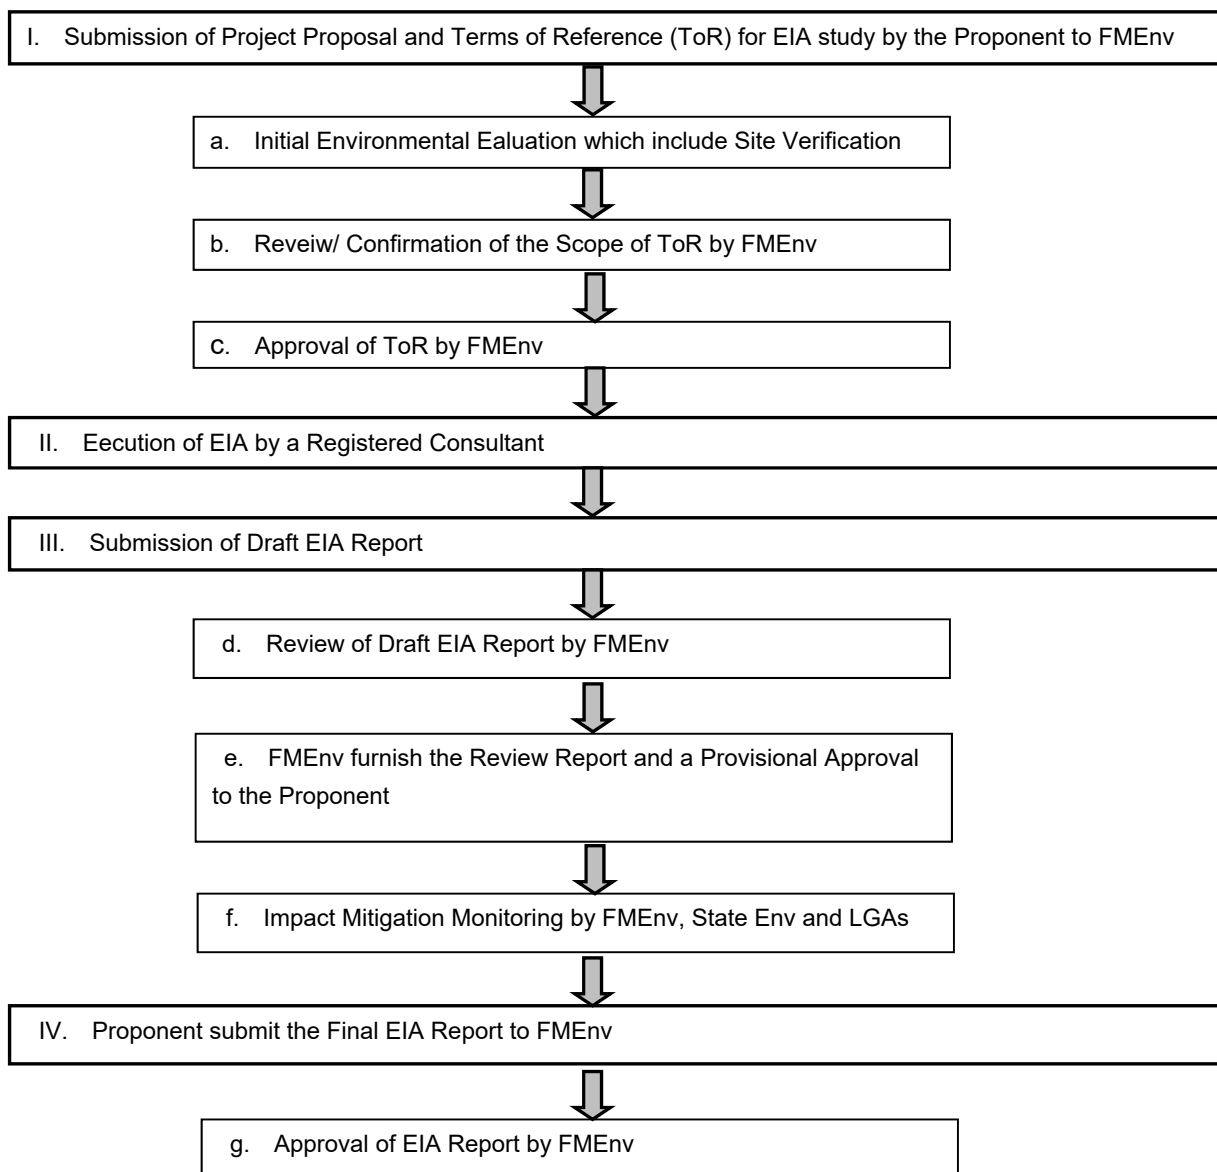 I. Submission of Project Proposal and Terms of Reference (ToR) for EIA study by the Proponent to FMEnv
a. Initial Environmental Ealuation which include Site Verification
b. Reveiw/ Confirmation of the Scope of ToR by FMEnv
c. Approval of ToR by FMEnv
II. Eecution of EIA by a Registered Consultant
III. Submission of Draft EIA Report
d. Review of Draft EIA Report by FMEnv
e. FMEnv furnish the Review Report and a Provisional Approval
to the Proponent
f. Impact Mitigation Monitoring by FMEnv, State Env and LGAs
IV. Proponent submit the Final EIA Report to FMEnv
g. Approval of EIA Report by FMEnv